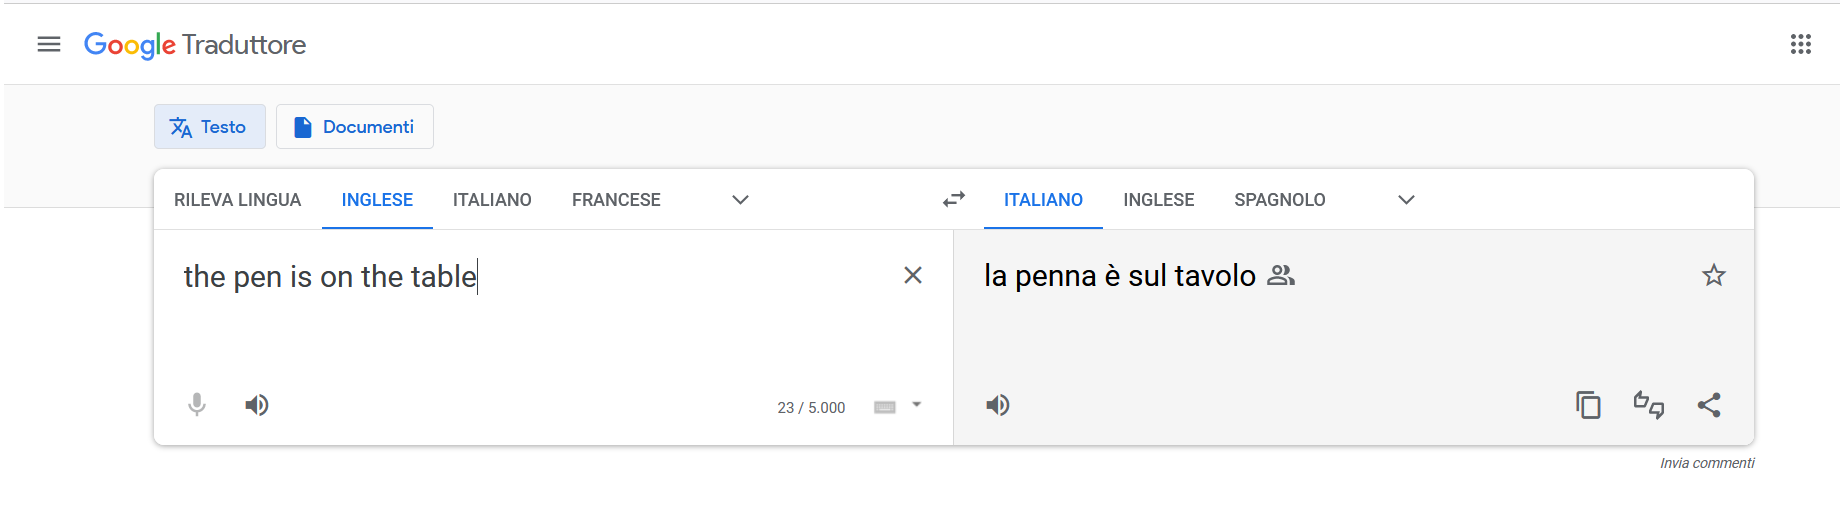 Google Traduttore
Testo Documenti
RILEVA LINGUA INGLESE ITALIANO FRANCESE ITALIANO INGLESE SPAGNOLO
the pen is on the table la penna è sul tavolo
23 / 5.000
Invia commenti